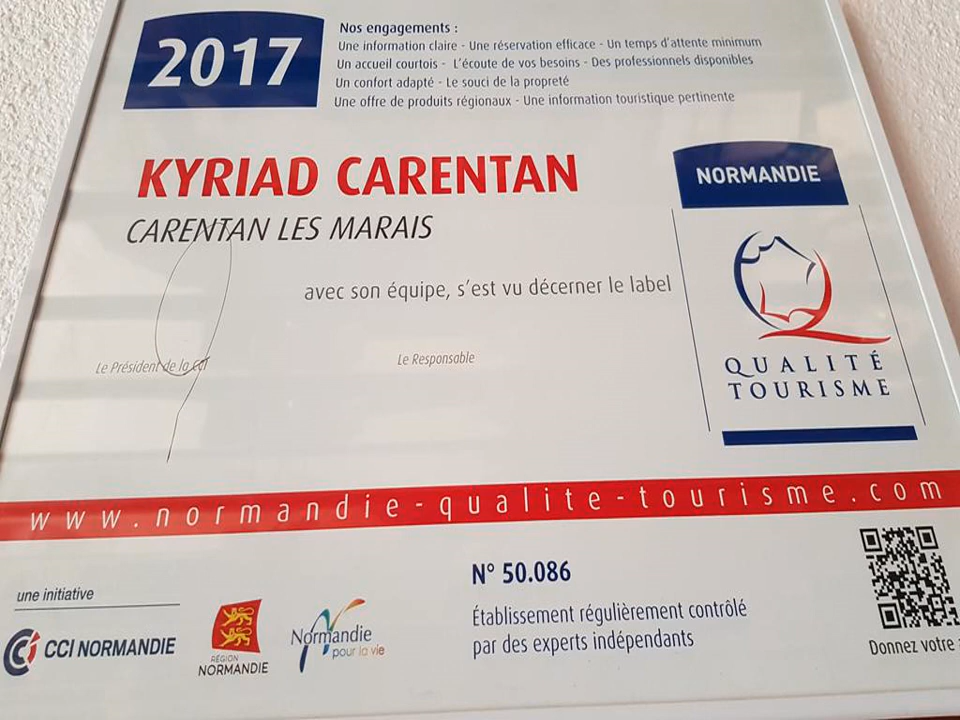 2017
Nos engagements :
Une information claire - Une réservation efficace - Un temps d'attente minimum
Un accueil courtois - L'écoute de vos besoins - Des professionnels disponibles
Un confort adapté - Le souci de la propreté
Une offre de produits régionaux - Une information touristique pertinente
KYRIAD CARENTAN
CARENTAN LES MARAIS
avec son équipe, s'est vu décerner le label
Le Président de la CCI
Le Responsable
NORMANDIE
QUALITÉ
TOURISME
www.normandie-qualite-tourisme.com
une initiative
CCI NORMANDIE
RÉGION
NORMANDIE
Normandie
pour la vie
N° 50.086
Établissement régulièrement contrôlé
par des experts indépendants
Donnez votre